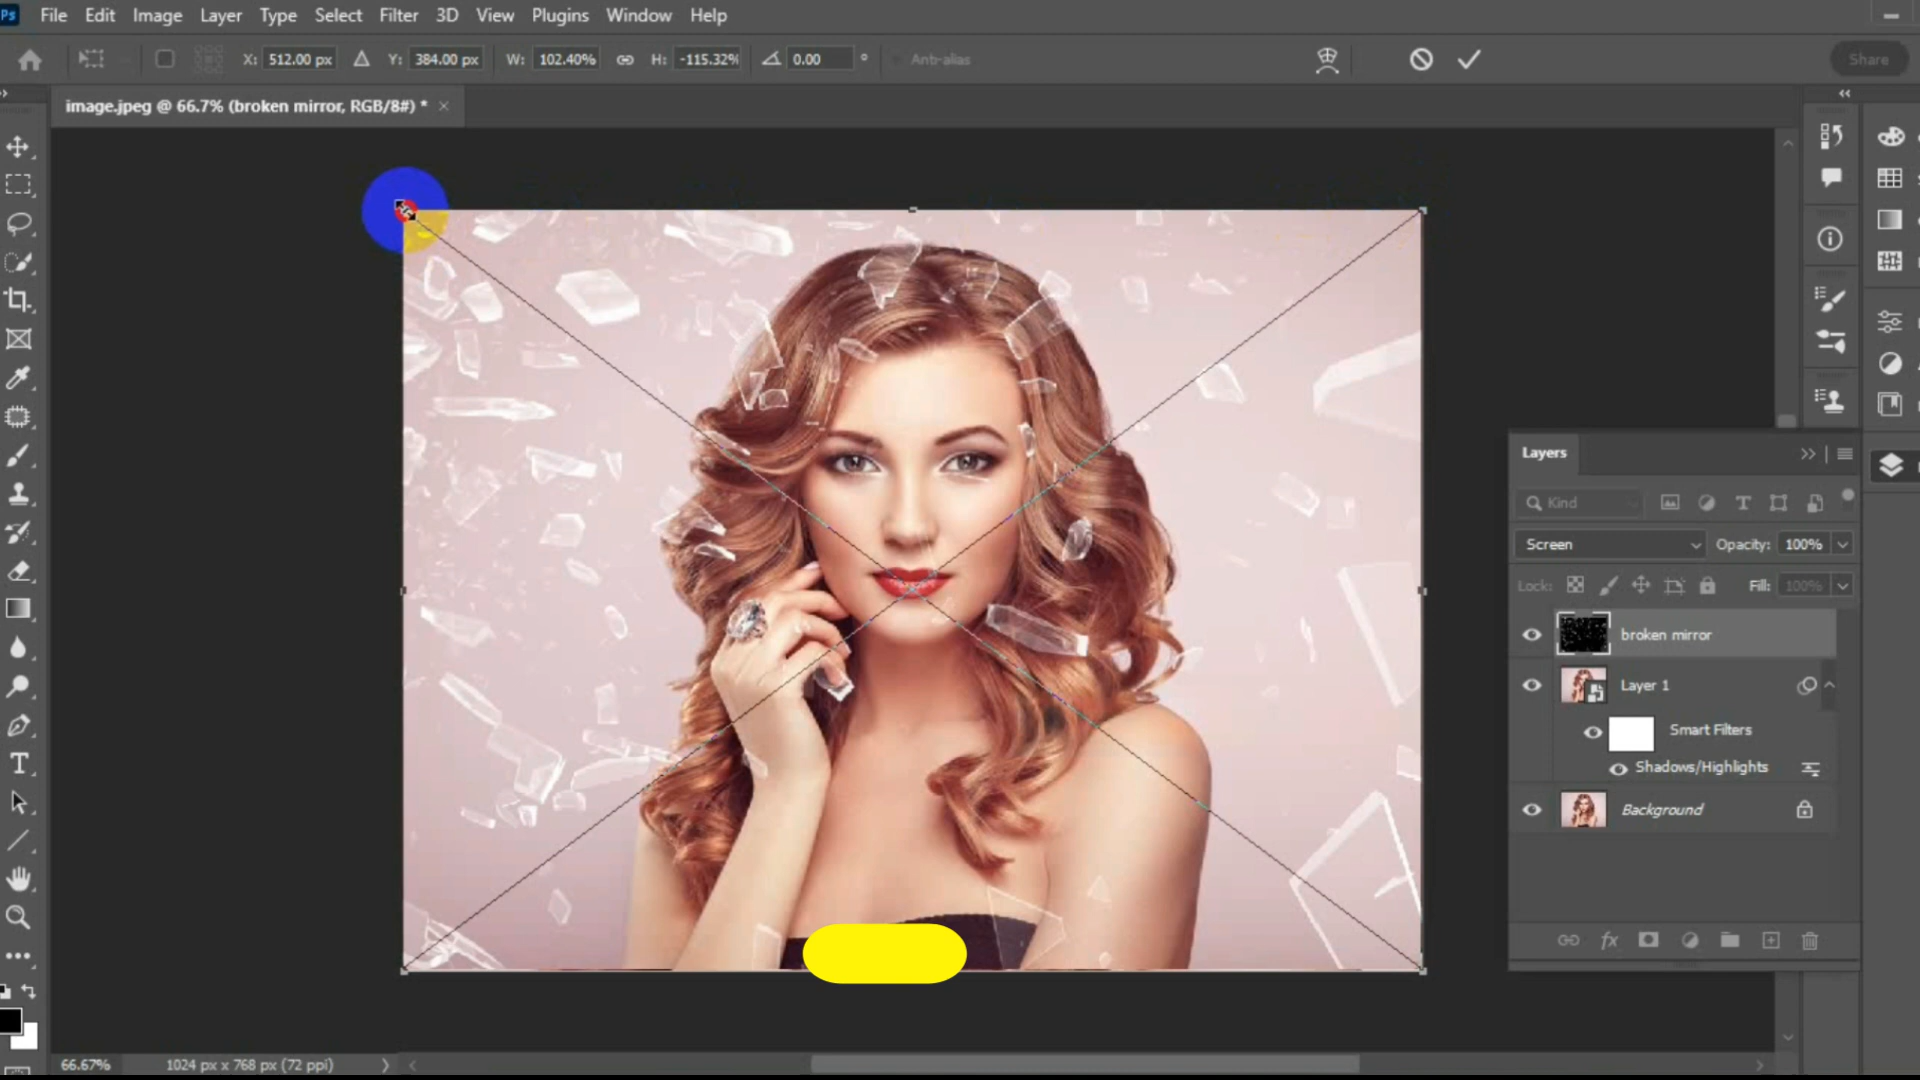 Ps File Edit Image Layer Type Select Filter 3D View Plugins Window Help
X: 512.00 px Y: 384.00 px W: 102.40% H: -115.32% 0.00 ° Anti-alias Share
image.jpeg @ 66.7% (broken mirror, RGB/8#) * ×
Layers
Kind
Screen Opacity: 100%
Lock: Fill: 100%
broken mirror
Layer 1
Smart Filters
Shadows/Highlights
Background
fx
66.67% 1024 px x 768 px (72 ppi)